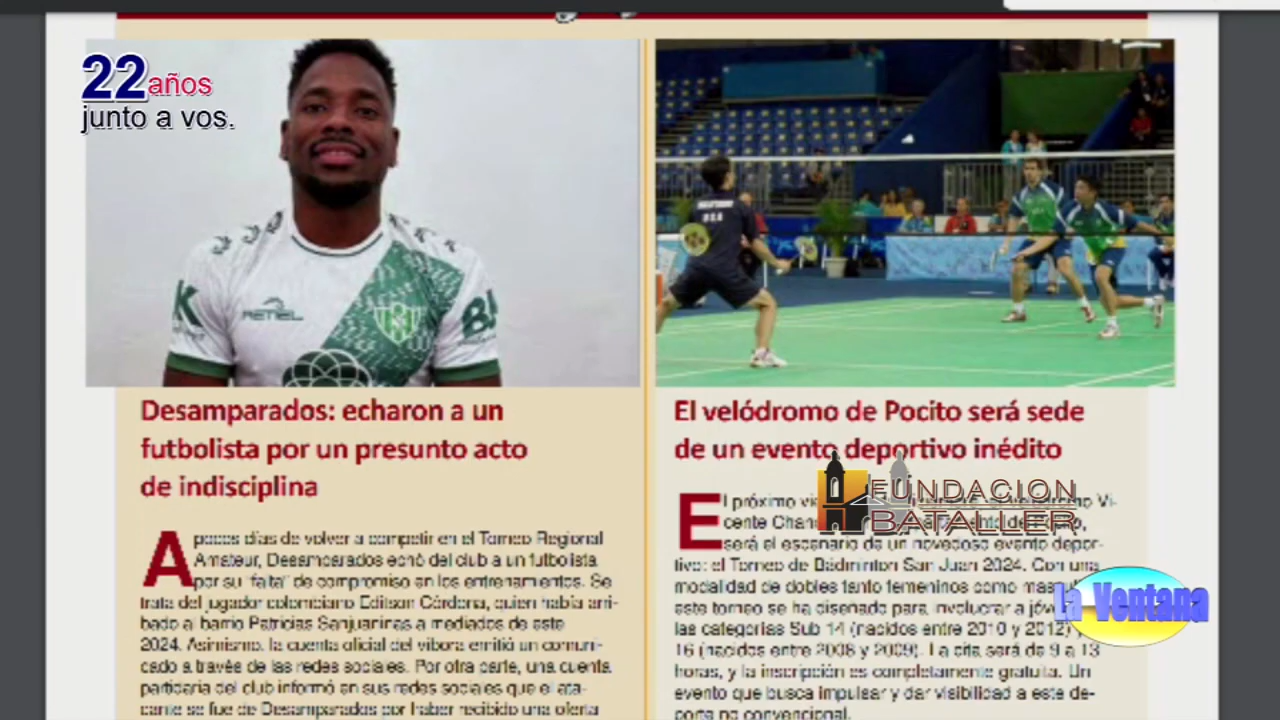 22 años
junto a vos.
RETIEL
Desamparados: echaron a un
futbolista por un presunto acto
de indisciplina
A pocos días de volver a competir en el Torneo Regional
Amateur, Desamparados echó del club a un futbolista
por su "falta" de compromiso en los entrenamientos. Se
trata del jugador colombiano Editson Córdona, quien había arri-
bado al barrio Patricias Sanjuaninas a mediados de este
2024. Asimismo, la cuenta oficial del víbora emitió un comuni-
cado a través de las redes sociales. Por otra parte, una cuenta
partidaria del club informó en sus redes sociales que el ata-
cante se fue de Desamparados por haber recibido una oferta
El velódromo de Pocito será sede
de un evento deportivo inédito
El próximo Vi-
cente Chan
será el escenario de un novedoso evento depor-
tivo: el Torneo de Bádminton San Juan 2024. Con una
modalidad de dobles tanto femeninos como
este torneo se ha diseñado para involucrar a
las categorías Sub 14 (nacidos entre 2010 y 2012) y
16 (nacidos entre 2008 y 2009). La cita será de 9 a 13
horas, y la inscripción es completamente gratuita. Un
evento que busca impulsar y dar visibilidad a este de-
porte no convencional.
FUNDACION
BATALLER
la Ventana